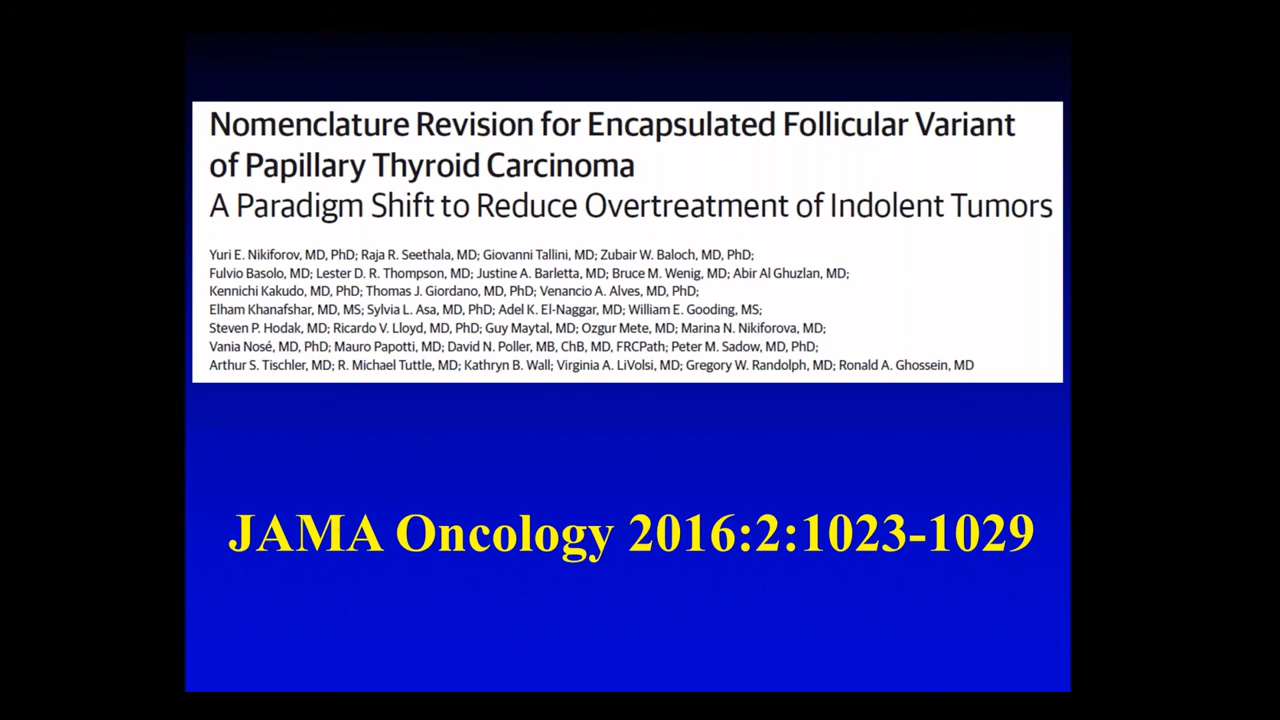 Nomenclature Revision for Encapsulated Follicular Variant
of Papillary Thyroid Carcinoma
A Paradigm Shift to Reduce Overtreatment of Indolent Tumors
Yuri E. Nikiforov, MD, PhD; Raja R. Seethala, MD; Giovanni Tallini, MD; Zubair W. Baloch, MD, PhD;
Fulvio Basolo, MD; Lester D. R. Thompson, MD; Justine A. Barletta, MD; Bruce M. Wenig, MD; Abir Al Ghuzlan, MD;
Kennichi Kakudo, MD, PhD; Thomas J. Giordano, MD, PhD; Venancio A. Alves, MD, PhD;
Elham Khanafshar, MD, MS; Sylvia L. Asa, MD, PhD; Adel K. El-Naggar, MD; William E. Gooding, MS;
Steven P. Hodak, MD; Ricardo V. Lloyd, MD, PhD; Guy Maytal, MD; Ozgur Mete, MD; Marina N. Nikiforova, MD;
Vania Nosé, MD, PhD; Mauro Papotti, MD; David N. Poller, MB, ChB, MD, FRCPath; Peter M. Sadow, MD, PhD;
Arthur S. Tischler, MD; R. Michael Tuttle, MD; Kathryn B. Wall; Virginia A. LiVolsi, MD; Gregory W. Randolph, MD; Ronald A. Ghossein, MD
JAMA Oncology 2016:2:1023-1029